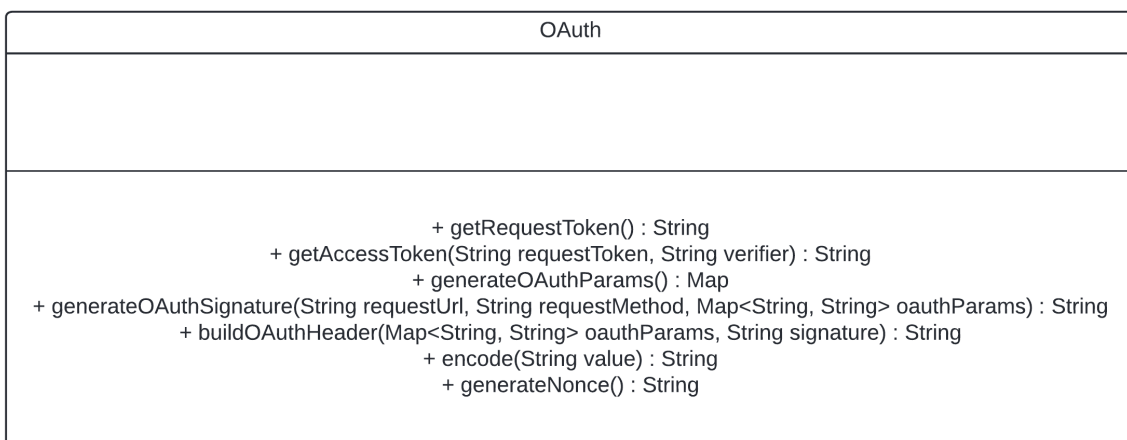 OAuth
+ getRequestToken() : String
+ getAccessToken(String requestToken, String verifier) : String
+ generateOAuthParams() : Map
+ generateOAuthSignature(String requestUrl, String requestMethod, Map<String, String> oauthParams) : String
+ buildOAuthHeader(Map<String, String> oauthParams, String signature) : String
+ encode(String value) : String
+ generateNonce() : String